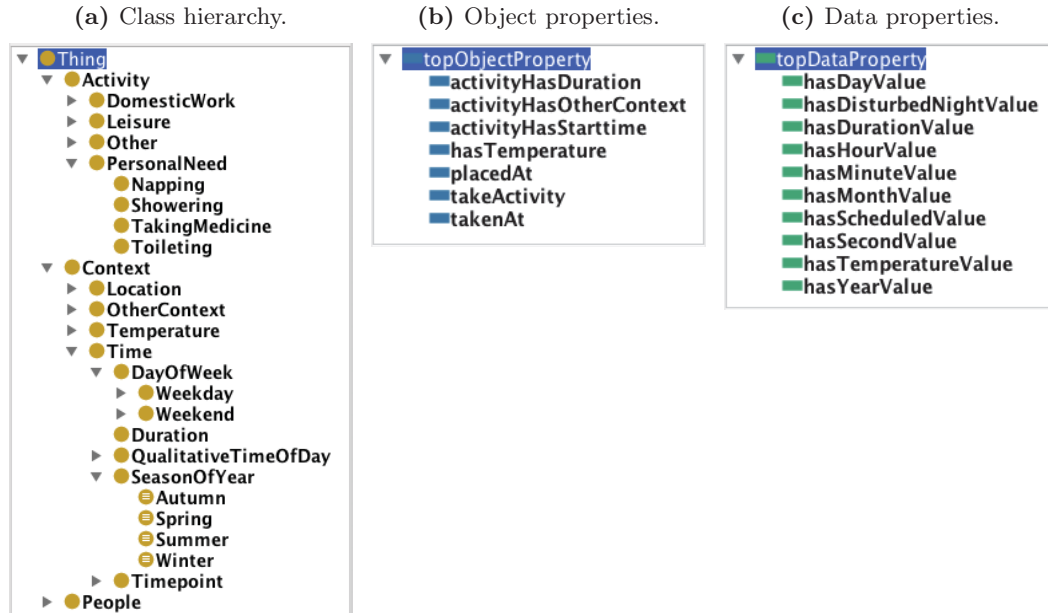 (a) Class hierarchy.
Thing
Activity
DomesticWork
Leisure
Other
PersonalNeed
Napping
Showering
TakingMedicine
Toileting
Context
Location
OtherContext
Temperature
Time
DayOfWeek
Weekday
Weekend
Duration
QualitativeTimeOfDay
SeasonOfYear
Autumn
Spring
Summer
Winter
Timepoint
People
(b) Object properties.
topObjectProperty
activityHasDuration
activityHasOtherContext
activityHasStarttime
hasTemperature
placedAt
takeActivity
takenAt
(c) Data properties.
topDataProperty
hasDayValue
hasDisturbedNightValue
hasDurationValue
hasHourValue
hasMinuteValue
hasMonthValue
hasScheduledValue
hasSecondValue
hasTemperatureValue
hasYearValue